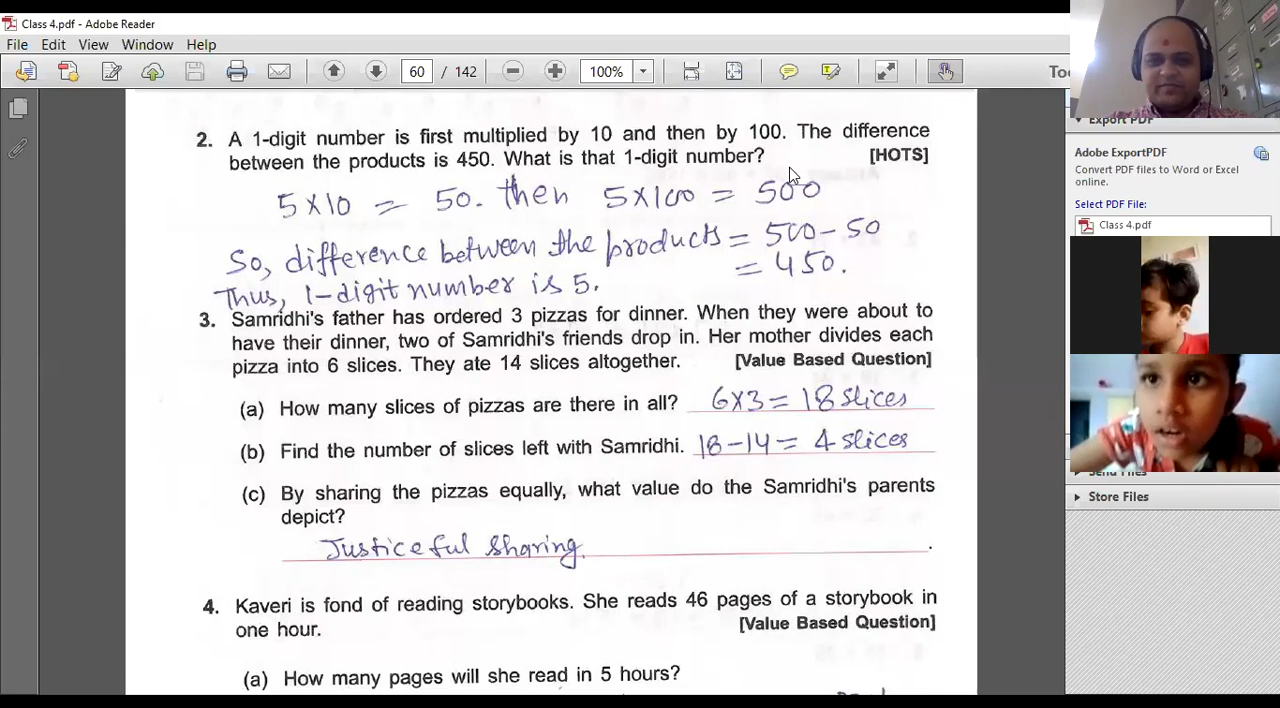 Class 4.pdf - Adobe Reader
File Edit View Window Help
60 / 142 100% Too
Export PDF
Adobe ExportPDF
Convert PDF files to Word or Excel
online.
Select PDF File:
Class 4.pdf
Send Files
Store Files
2. A 1-digit number is first multiplied by 10 and then by 100. The difference
between the products is 450. What is that 1-digit number? [HOTS]
5 X 10 = 50. then 5 X 100 = 500
So, difference between the products = 500 - 50
= 450.
Thus, 1-digit number is 5.
3. Samridhi's father has ordered 3 pizzas for dinner. When they were about to
have their dinner, two of Samridhi's friends drop in. Her mother divides each
pizza into 6 slices. They ate 14 slices altogether. [Value Based Question]
(a) How many slices of pizzas are there in all? 6 X 3 = 18 slices
(b) Find the number of slices left with Samridhi. 18 - 14 = 4 slices
(c) By sharing the pizzas equally, what value do the Samridhi's parents
depict?
Justiceful sharing.
4. Kaveri is fond of reading storybooks. She reads 46 pages of a storybook in
one hour. [Value Based Question]
(a) How many pages will she read in 5 hours?